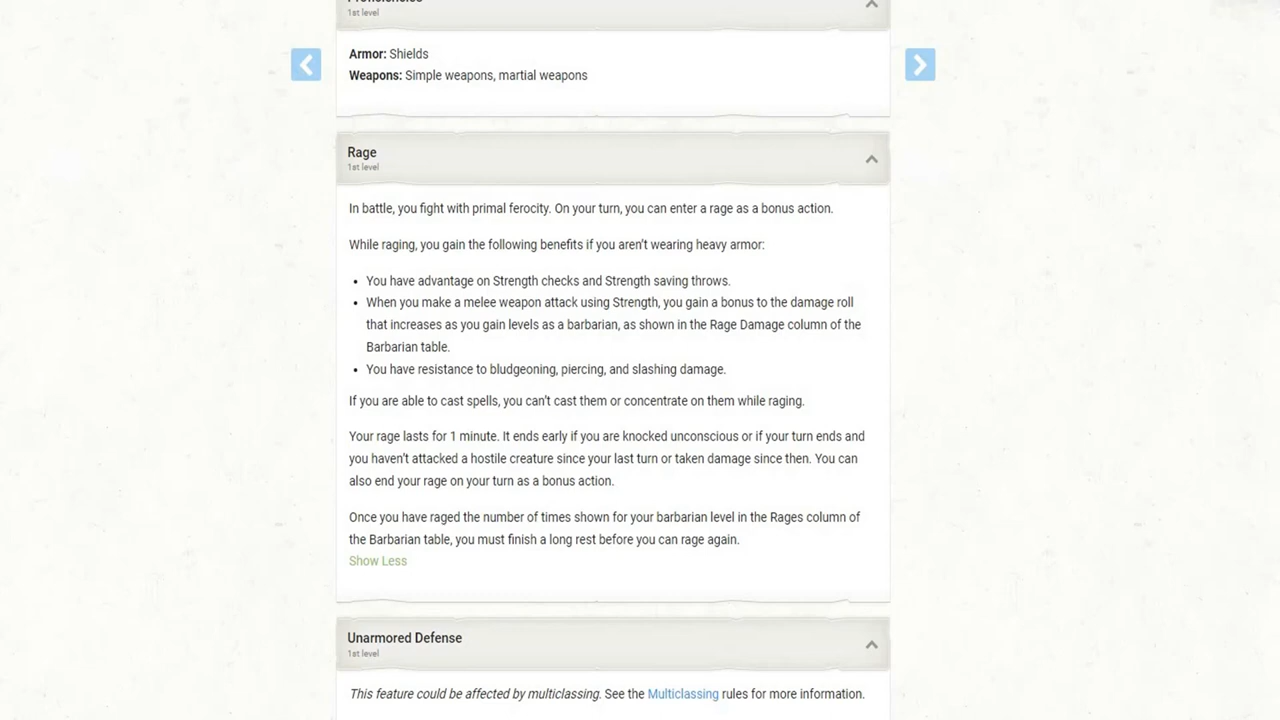 Proficiencies
1st level
Armor: Shields
Weapons: Simple weapons, martial weapons
Rage
1st level
In battle, you fight with primal ferocity. On your turn, you can enter a rage as a bonus action.
While raging, you gain the following benefits if you aren't wearing heavy armor:
• You have advantage on Strength checks and Strength saving throws.
• When you make a melee weapon attack using Strength, you gain a bonus to the damage roll
that increases as you gain levels as a barbarian, as shown in the Rage Damage column of the
Barbarian table.
• You have resistance to bludgeoning, piercing, and slashing damage.
If you are able to cast spells, you can't cast them or concentrate on them while raging.
Your rage lasts for 1 minute. It ends early if you are knocked unconscious or if your turn ends and
you haven't attacked a hostile creature since your last turn or taken damage since then. You can
also end your rage on your turn as a bonus action.
Once you have raged the number of times shown for your barbarian level in the Rages column of
the Barbarian table, you must finish a long rest before you can rage again.
Show Less
Unarmored Defense
1st level
This feature could be affected by multiclassing. See the Multiclassing rules for more information.